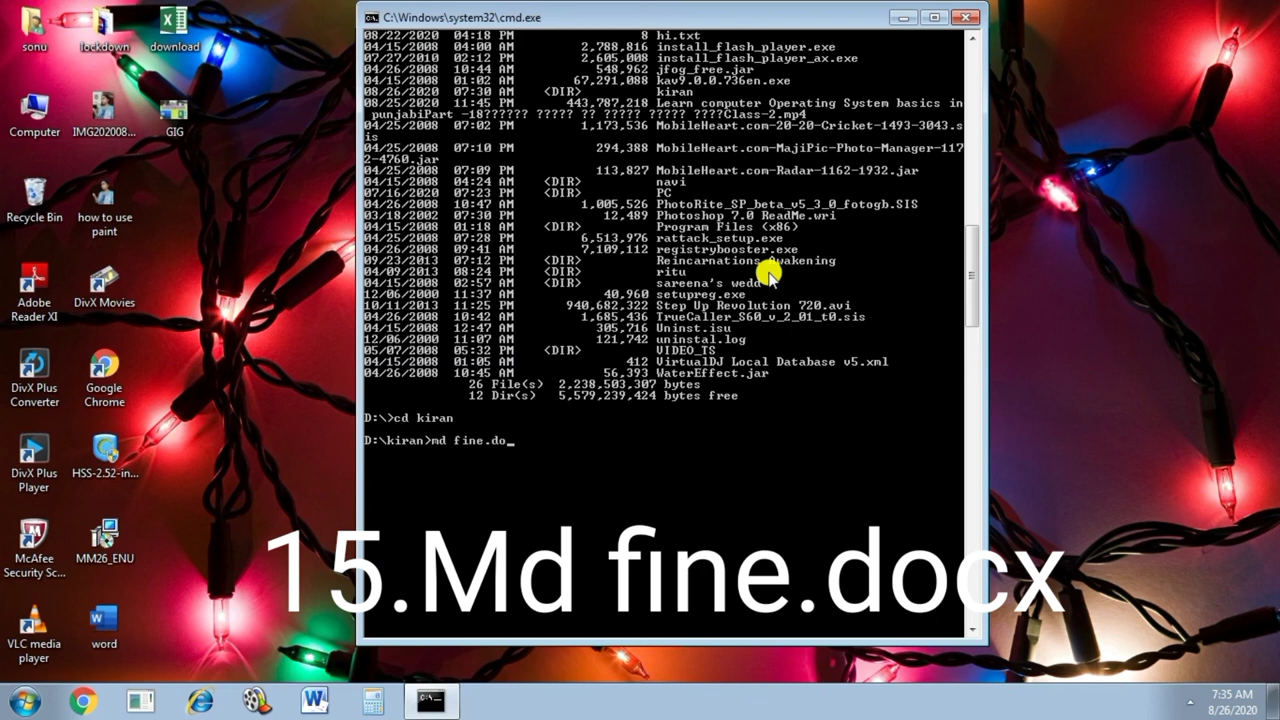 sonu
lockdown
download
Computer
IMG202008...
GIG
Recycle Bin
how to use
paint
Adobe
Reader XI
DivX Movies
DivX Plus
Converter
Google
Chrome
DivX Plus
Player
HSS-2.52-in...
McAfee
Security Sc...
MM26_ENU
VLC media
player
word
C:\Windows\system32\cmd.exe
08/22/2020  04:18 PM                 8 hi.txt
04/15/2008  04:00 AM         2,788,816 install_flash_player.exe
07/27/2010  02:12 PM         2,605,008 install_flash_player_ax.exe
04/26/2008  10:44 AM           548,962 jfog_free.jar
04/15/2008  01:02 AM        67,291,088 kav9.0.0.736en.exe
08/26/2020  07:30 AM    <DIR>          kiran
08/25/2020  11:45 PM       443,787,218 Learn computer Operating System basics in
punjabiPart -18?????? ????? ?? ????? ????? ????Class-2.mp4
04/25/2008  07:02 PM         1,173,536 MobileHeart.com-20-20-Cricket-1493-3043.s
is
04/25/2008  07:10 PM           294,388 MobileHeart.com-MajiPic-Photo-Manager-117
2-4760.jar
04/25/2008  07:09 PM           113,827 MobileHeart.com-Radar-1162-1932.jar
04/15/2008  04:24 AM    <DIR>          navi
07/16/2020  07:23 PM    <DIR>          PC
04/26/2008  10:47 AM         1,005,526 PhotoRite_SP_beta_v5_3_0_fotogb.SIS
03/18/2002  07:30 PM            12,489 Photoshop 7.0 ReadMe.wri
04/15/2008  01:18 AM    <DIR>          Program Files (x86)
04/25/2008  07:28 PM         6,513,976 rattack_setup.exe
04/26/2008  09:28 AM         7,109,112 registrybooster.exe
09/23/2013  07:12 PM    <DIR>          Reincarnations Awakening
04/09/2013  08:24 PM    <DIR>          ritu
04/15/2008  02:57 AM    <DIR>          sareena's wedd
12/06/2000  11:37 AM            40,960 setupreg.exe
10/11/2013  11:25 PM       940,682,322 Step Up Revolution 720.avi
04/26/2008  10:42 AM         1,685,436 TrueCaller_S60_v_2_01_t0.sis
04/15/2008  12:47 AM           305,716 Uninst.isu
12/06/2000  11:07 AM           121,742 uninstal.log
05/07/2008  05:32 PM    <DIR>          VIDEO_TS
04/15/2008  01:05 AM               412 VirtualDJ Local Database v5.xml
04/26/2008  10:45 AM            56,393 WaterEffect.jar
26 File(s)  2,238,503,307 bytes
12 Dir(s)   5,579,239,424 bytes free
D:\>cd kiran
D:\kiran>md fine.do_
15.Md fine.docx
7:35 AM
8/26/2020